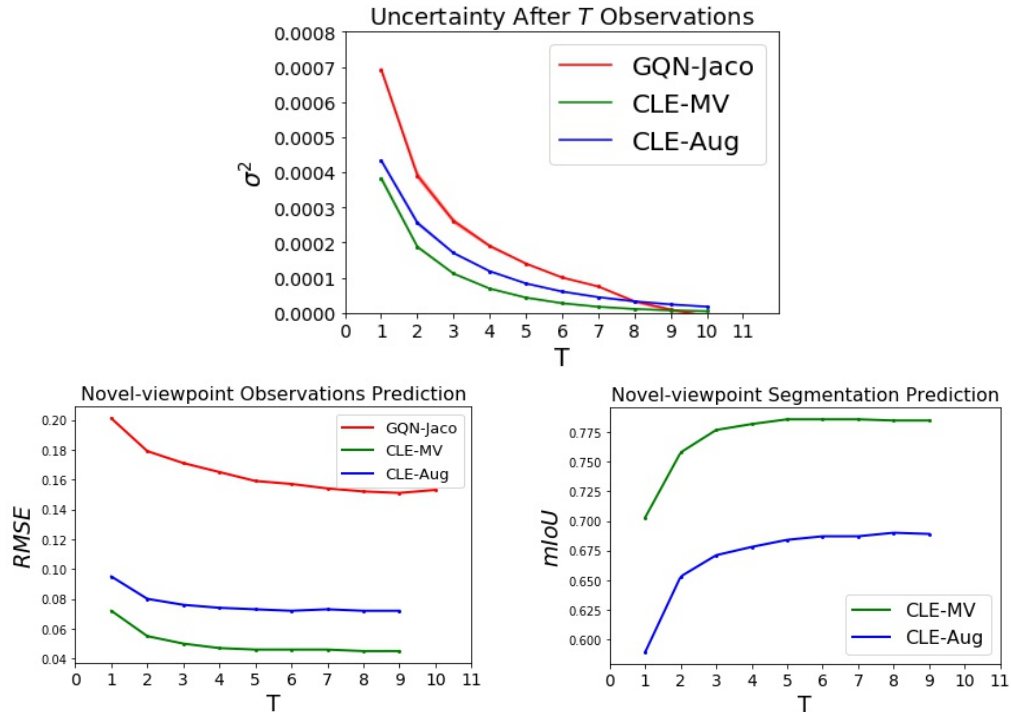 Uncertainty After T Observations
0.0008
0.0007
0.0006
0.0005
0.0004
0.0003
0.0002
0.0001
0.0000
σ²
GQN-Jaco
CLE-MV
CLE-Aug
0 1 2 3 4 5 6 7 8 9 10 11
T
Novel-viewpoint Observations Prediction
0.20
0.18
0.16
0.14
0.12
0.10
0.08
0.06
0.04
RMSE
GQN-Jaco
CLE-MV
CLE-Aug
0 1 2 3 4 5 6 7 8 9 10 11
T
Novel-viewpoint Segmentation Prediction
0.775
0.750
0.725
0.700
0.675
0.650
0.625
0.600
mIoU
CLE-MV
CLE-Aug
0 1 2 3 4 5 6 7 8 9 10 11
T